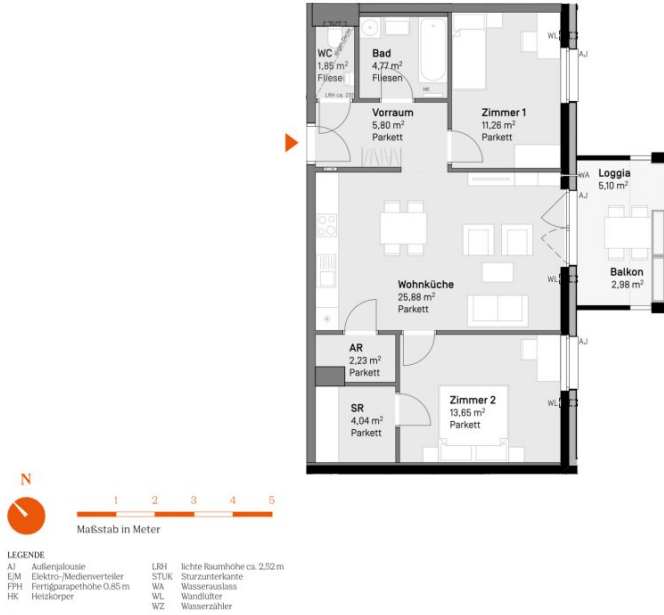 WC
1,85 m²
Fliese
LRH ca. 222
Bad
4,77 m²
Fliesen
HK
WL
AJ
Vorraum
5,80 m²
Parkett
Zimmer 1
11,26 m²
Parkett
WA
AJ
Loggia
5,10 m²
Wohnküche
25,88 m²
Parkett
WL
Balkon
2,98 m²
AR
2,23 m²
Parkett
AJ
SR
4,04 m²
Parkett
Zimmer 2
13,65 m²
Parkett
WL
N
1 2 3 4 5
Maßstab in Meter
LEGENDE
AJ Außenjalousie
E/M Elektro-/Medienverteiler
FPH Fertigparapethöhe 0,85 m
HK Heizkörper
LRH lichte Raumhöhe ca. 2,52 m
STUK Sturzunterkante
WA Wasserauslass
WL Wandlüfter
WZ Wasserzähler